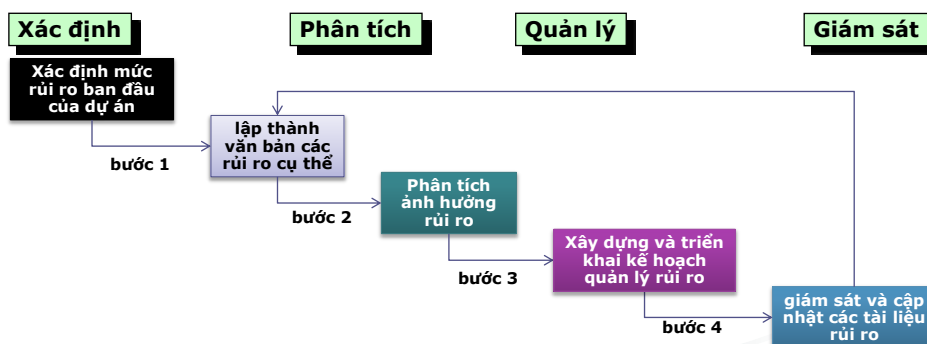 Xác định
Phân tích
Quản lý
Giám sát
Xác định mức
rủi ro ban đầu
của dự án
bước 1
lập thành
văn bản các
rủi ro cụ thể
bước 2
Phân tích
ảnh hưởng
rủi ro
bước 3
Xây dựng và triển
khai kế hoạch
quản lý rủi ro
bước 4
giám sát và cập
nhật các tài liệu
rủi ro